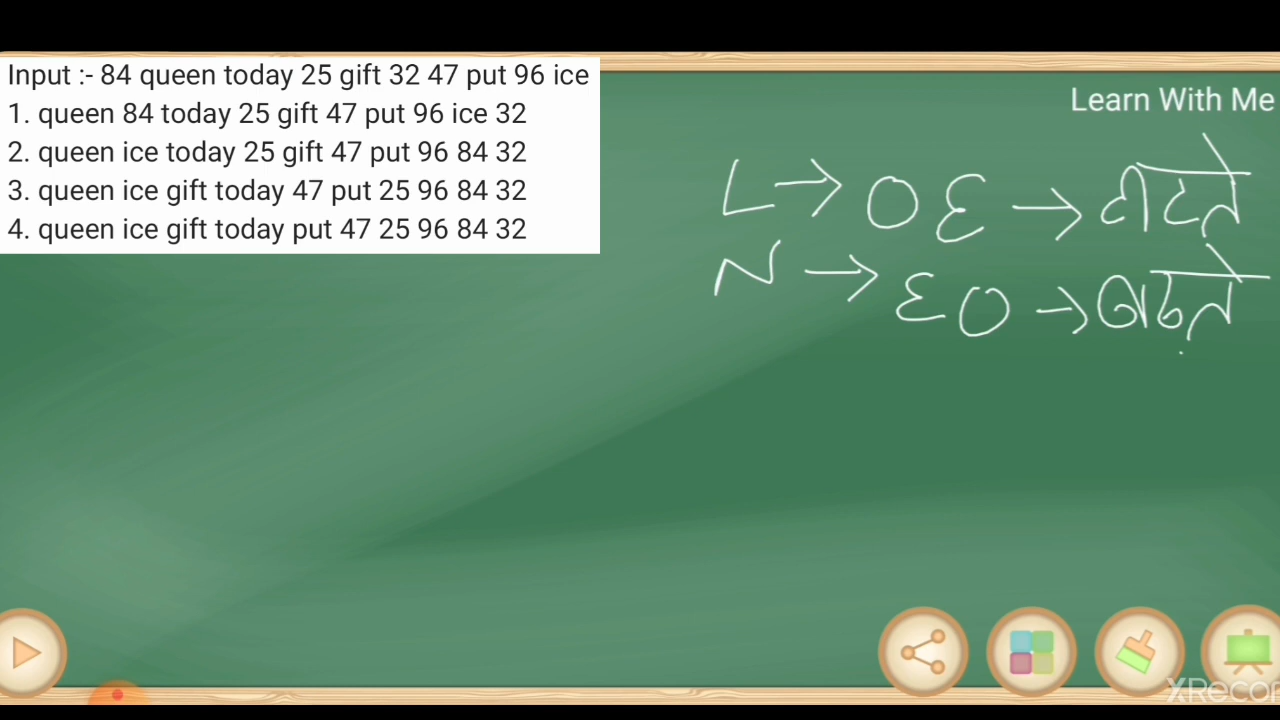 Input :- 84 queen today 25 gift 32 47 put 96 ice
1. queen 84 today 25 gift 47 put 96 ice 32
2. queen ice today 25 gift 47 put 96 84 32
3. queen ice gift today 47 put 25 96 84 32
4. queen ice gift today put 47 25 96 84 32
Learn With Me
L → OE →
N → EO →
XRecor